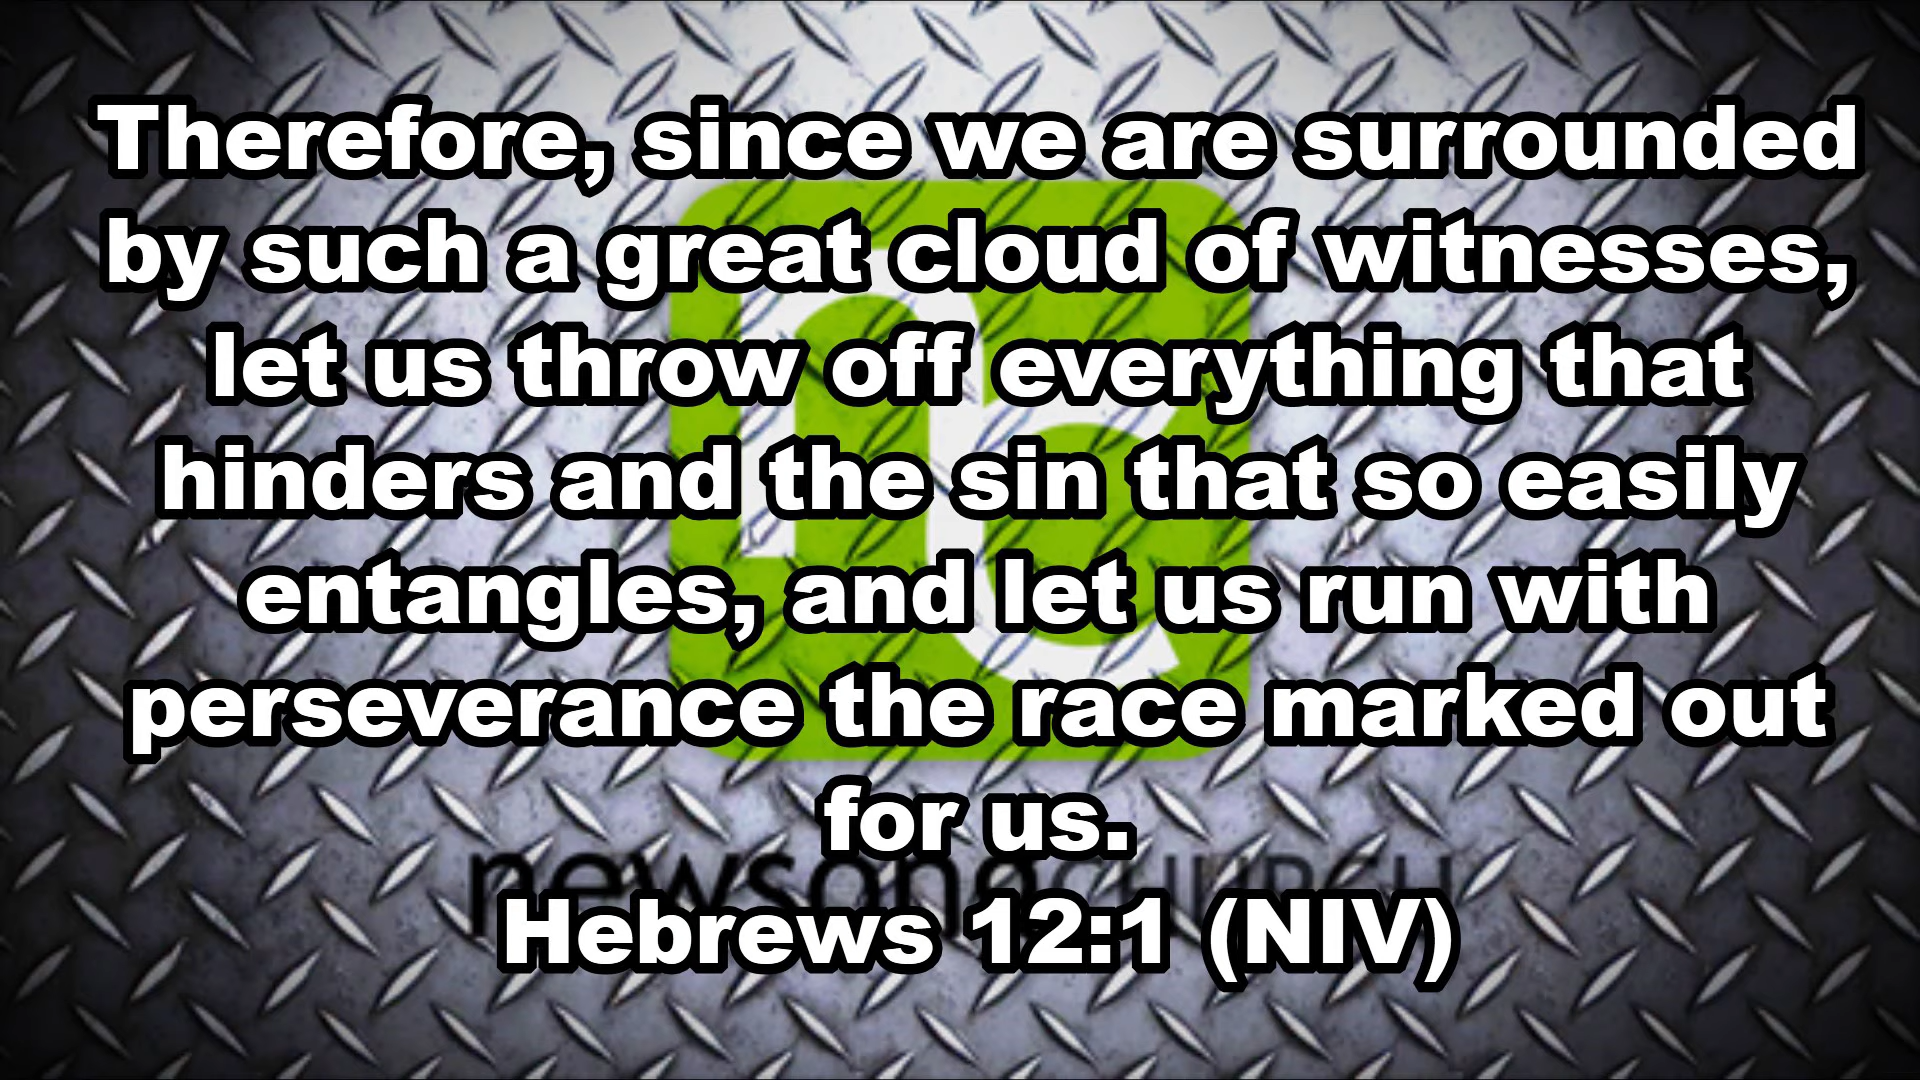 Therefore, since we are surrounded
by such a great cloud of witnesses,
let us throw off everything that
hinders and the sin that so easily
entangles, and let us run with
perseverance the race marked out
for us.
newsongCHURCH
Hebrews 12:1 (NIV)